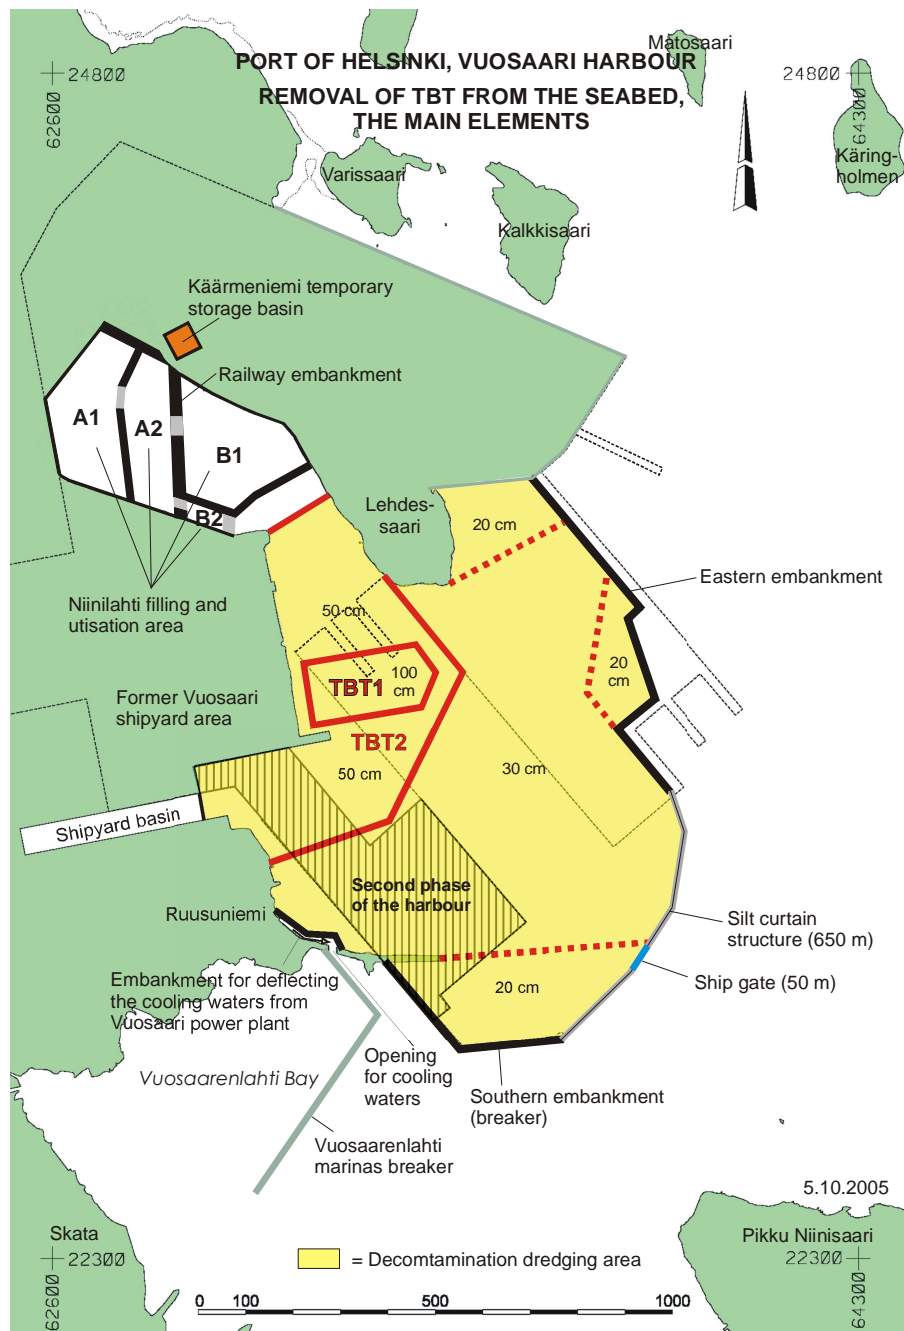 Matosaari
PORT OF HELSINKI, VUOSAARI HARBOUR
24800
24800
REMOVAL OF TBT FROM THE SEABED,
THE MAIN ELEMENTS
62600
64300
Käring-
holmen
Varissaari
Kalkkisaari
Käärmeniemi temporary
storage basin
Railway embankment
A1
A2
B1
B2
Lehdes-
saari
20 cm
Eastern embankment
Niinilahti filling and
utisation area
50 cm
20
cm
100
cm
TBT1
Former Vuosaari
shipyard area
TBT2
50 cm
30 cm
Shipyard basin
Second phase
of the harbour
Ruusuniemi
Silt curtain
structure (650 m)
Embankment for deflecting
the cooling waters from
Vuosaari power plant
20 cm
Ship gate (50 m)
Vuosaarenlahti Bay
Opening
for cooling
waters
Southern embankment
(breaker)
Vuosaarenlahti
marinas breaker
5.10.2005
Skata
Pikku Niinisaari
22300
= Decomtamination dredging area
22300
62600
64300
0 100 500 1000